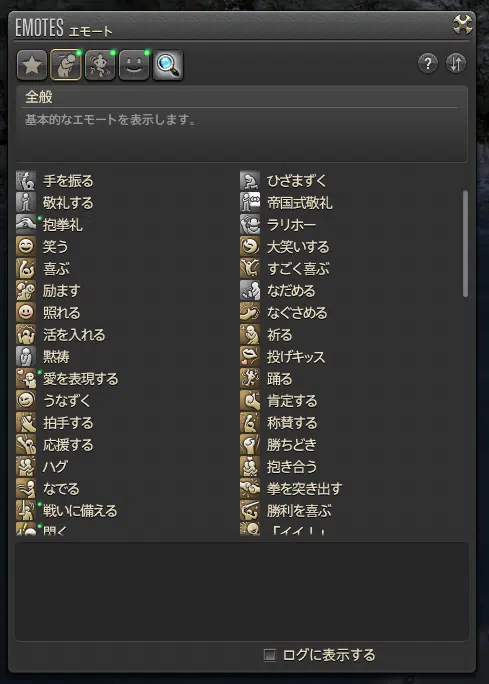 EMOTES エモート
?
全般
基本的なエモートを表示します。
手を振る ひざまずく
敬礼する 帝国式敬礼
抱拳礼 ラリホー
笑う 大笑いする
喜ぶ すごく喜ぶ
励ます なだめる
照れる なぐさめる
活を入れる 祈る
黙祷 投げキッス
愛を表現する 踊る
うなずく 肯定する
拍手する 称賛する
応援する 勝ちどき
ハグ 抱き合う
なでる 拳を突き出す
戦いに備える 勝利を喜ぶ
「イイ！」
ログに表示する